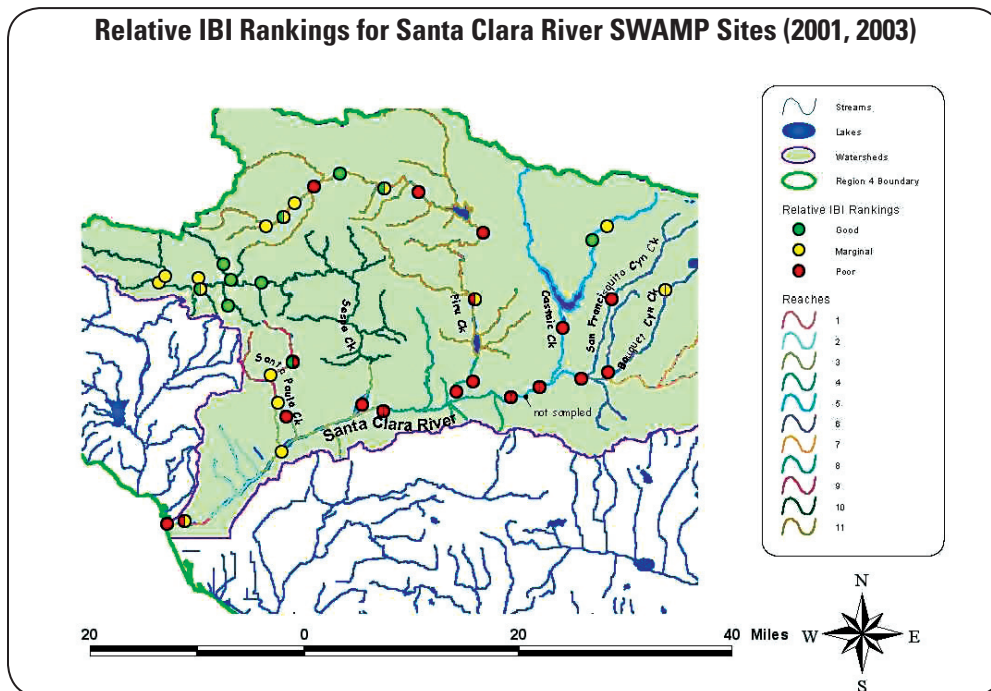 Relative IBI Rankings for Santa Clara River SWAMP Sites (2001, 2003)
Streams
Lakes
Watersheds
Region 4 Boundary
Relative IBI Rankings
Good
Marginal
Poor
Reaches
1
2
3
4
5
6
7
8
9
10
11
Sespe Ck
Piru Ck
Castaic Ck
San Francisquito Cyn Ck
Bouquet Cyn Ck
Santa Paula Ck
Santa Clara River
not sampled
20
0
20
40 Miles
N
W
E
S